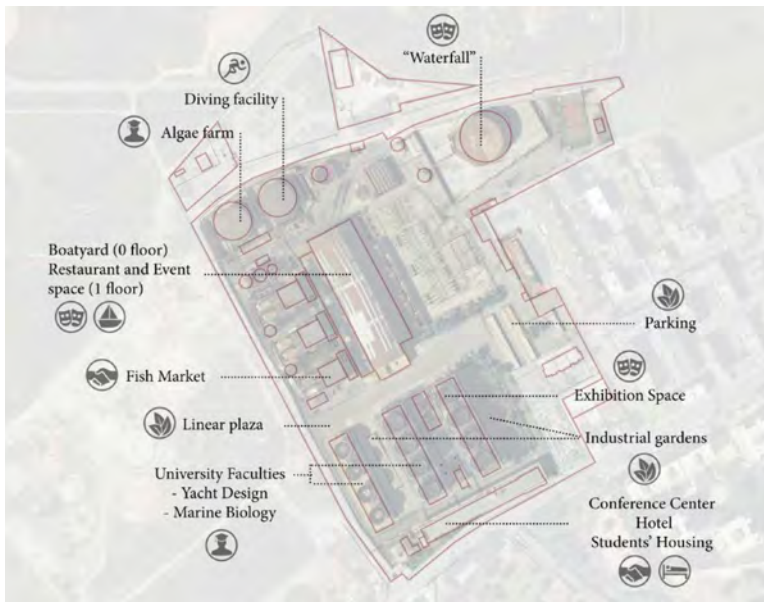 “Waterfall”
Diving facility
Algae farm
Boatyard (0 floor)
Restaurant and Event
space (1 floor)
Parking
Fish Market
Exhibition Space
Linear plaza
Industrial gardens
University Faculties
- Yacht Design
- Marine Biology
Conference Center
Hotel
Students' Housing